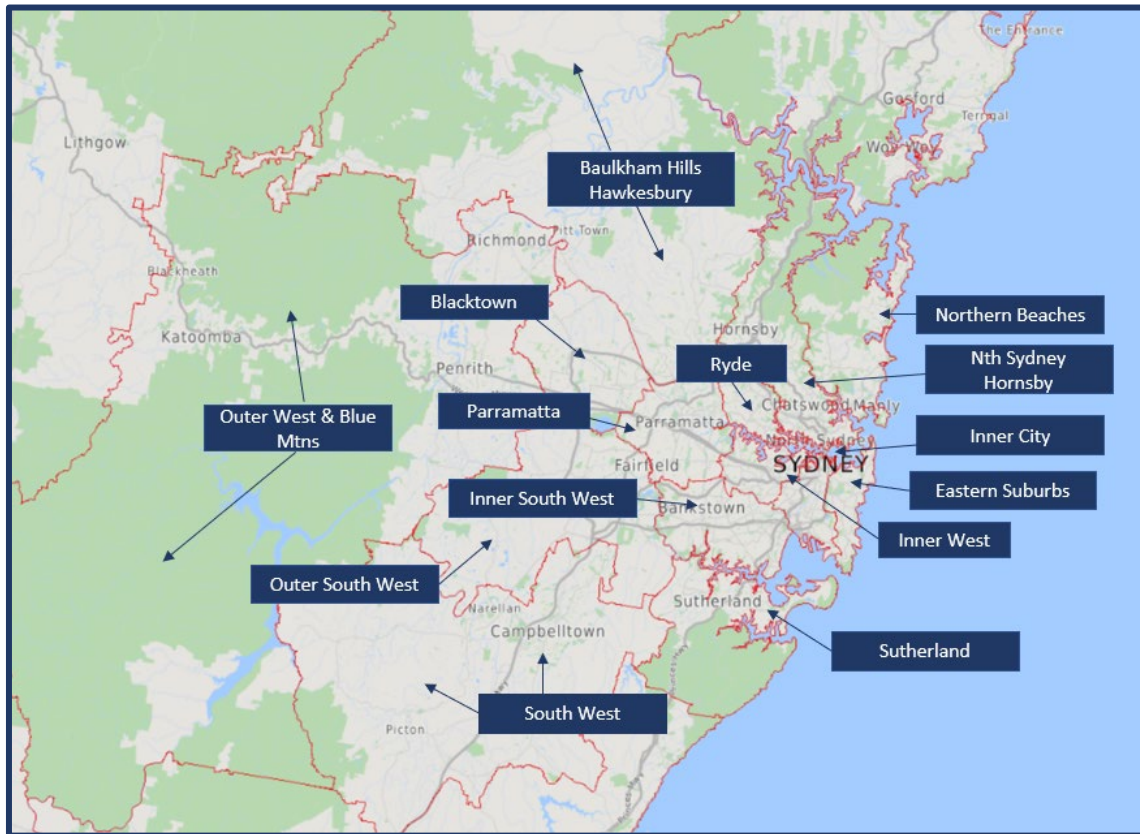 The Entrance
Gosford
Terrigal
Woy Woy
Lithgow
Baulkham Hills
Hawkesbury
Richmond
Pitt Town
Blackheath
Blacktown
Northern Beaches
Katoomba
Hornsby
Penrith
Ryde
Nth Sydney
Hornsby
Parramatta
Chatswood
Manly
Outer West & Blue
Mtns
Parramatta
North Sydney
Inner City
Fairfield
SYDNEY
Inner South West
Eastern Suburbs
Bankstown
Inner West
Outer South West
Narellan
Sutherland
Campbelltown
Sutherland
South West
Picton
Princes Hwy